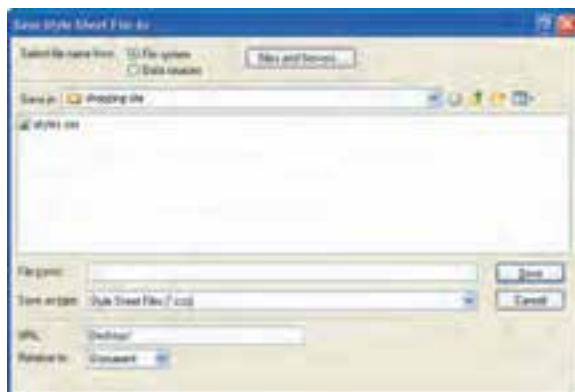 Save Style Sheet File As
Select file name from: File system
Data sources
Sites and Servers...
Save in: shopping site
styles.css
File name:
Save
Save as type: Style Sheet Files (*.css)
Cancel
URL:
Relative to: Document